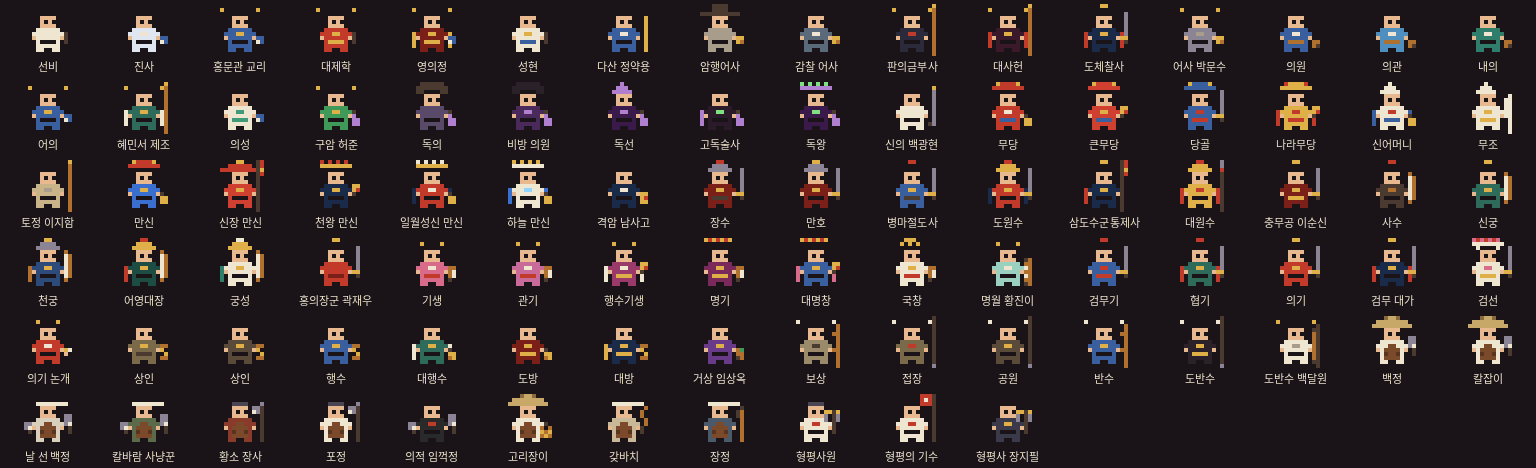 선비 진사 홍문관 교리 대제학 영의정 성현 다산 정약용 암행어사 감찰 어사 판의금부사 대사헌 도체찰사 어사 박문수 의원 의관 내의
어의 혜민서 제조 의성 구암 허준 독의 비방 의원 독선 고독술사 독왕 신의 백광현 무당 큰무당 당골 나라무당 신어머니 무조
토정 이지함 만신 신장 만신 천왕 만신 일월성신 만신 하늘 만신 격암 남사고 장수 만호 병마절도사 도원수 삼도수군통제사 대원수 충무공 이순신 사수 신궁
천궁 어영대장 궁성 홍의장군 곽재우 기생 관기 행수기생 명기 대명창 국창 명월 황진이 검무기 협기 의기 검무 대가 검선
의기 논개 상인 상인 행수 대행수 도방 대방 거상 임상옥 보상 접장 공원 반수 도반수 도반수 백달원 백정 칼잡이
날 선 백정 칼바람 사냥꾼 황소 장사 포정 의적 임꺽정 고리장이 갖바치 장정 형평사원 형평의 기수 형평사 장지필